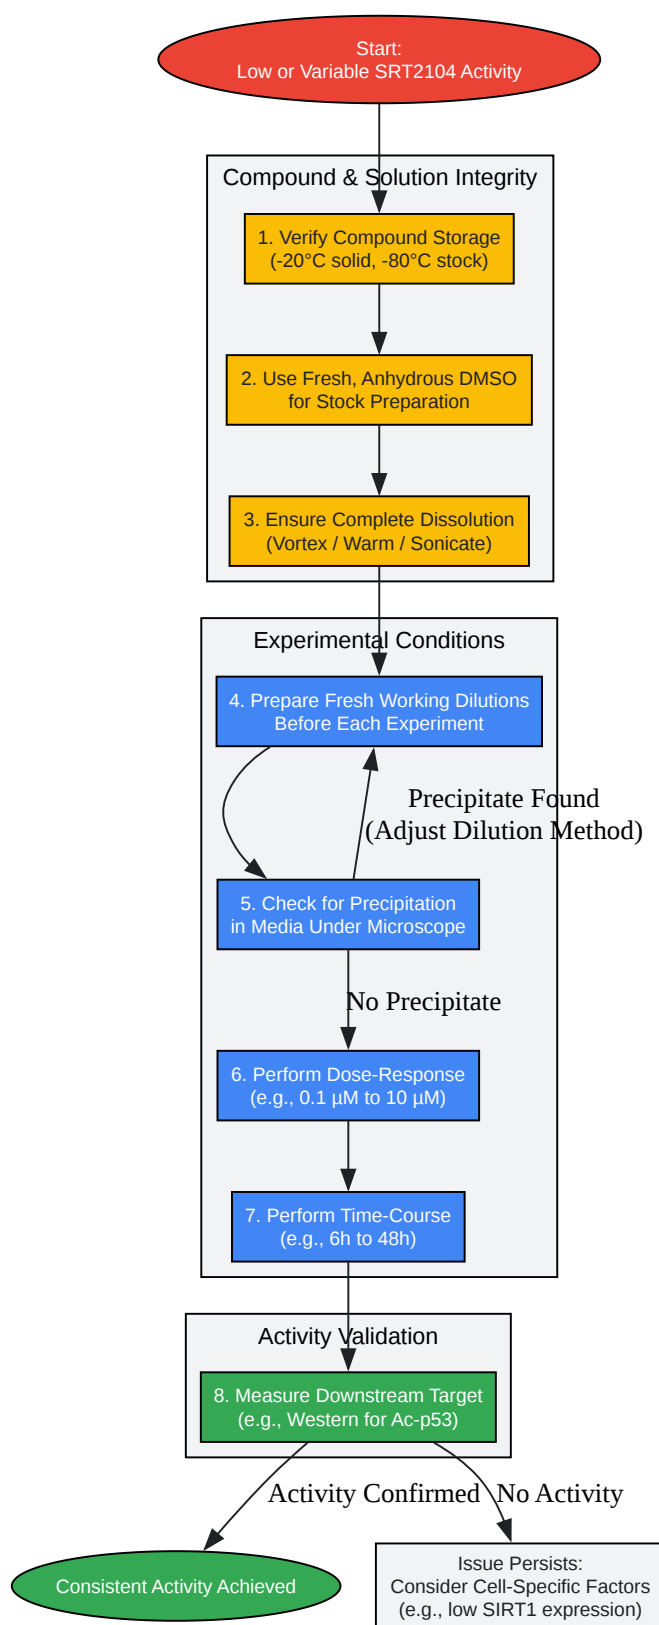 Start:
Low or Variable SRT2104 Activity
Compound & Solution Integrity
1. Verify Compound Storage
(-20°C solid, -80°C stock)
2. Use Fresh, Anhydrous DMSO
for Stock Preparation
3. Ensure Complete Dissolution
(Vortex / Warm / Sonicate)
Experimental Conditions
4. Prepare Fresh Working Dilutions
Before Each Experiment
Precipitate Found
(Adjust Dilution Method)
5. Check for Precipitation
in Media Under Microscope
No Precipitate
6. Perform Dose-Response
(e.g., 0.1 µM to 10 µM)
7. Perform Time-Course
(e.g., 6h to 48h)
Activity Validation
8. Measure Downstream Target
(e.g., Western for Ac-p53)
Activity Confirmed
No Activity
Consistent Activity Achieved
Issue Persists:
Consider Cell-Specific Factors
(e.g., low SIRT1 expression)